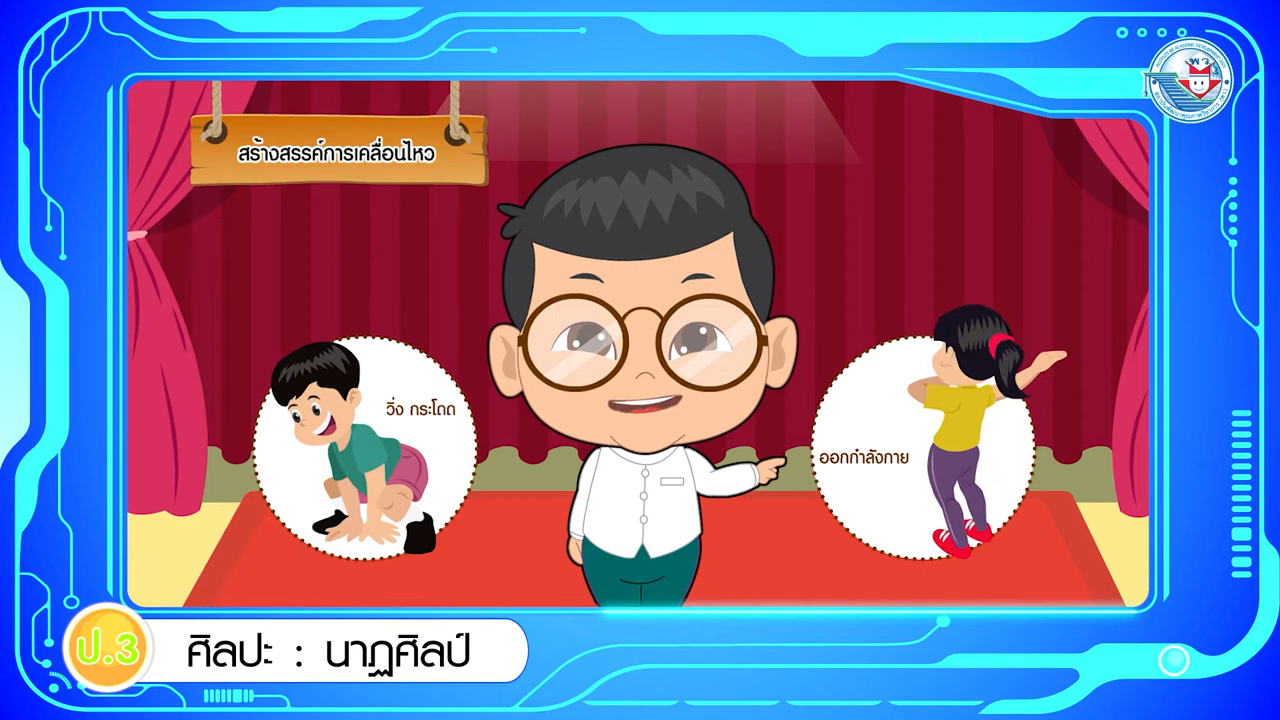 สร้างสรรค์การเคลื่อนไหว
พว
วิ่ง กระโดด
ออกกำลังกาย
ป.3
ศิลปะ : นาฏศิลป์